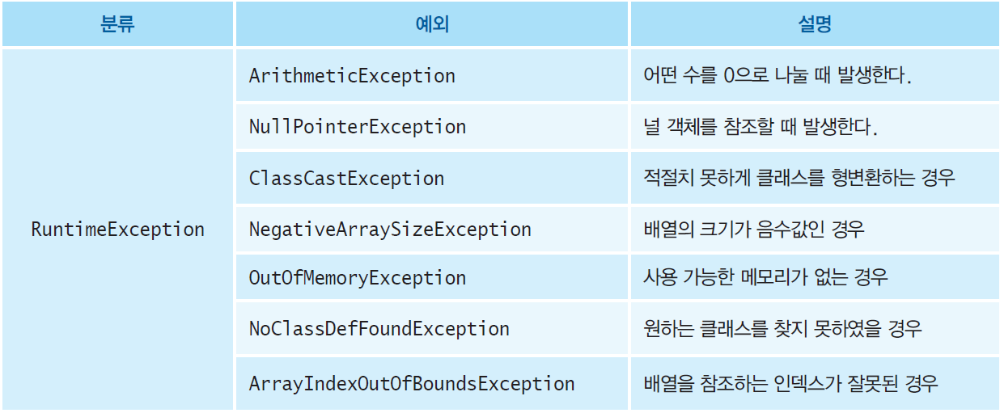 분류 예외 설명
RuntimeException
ArithmeticException 어떤 수를 0으로 나눌 때 발생한다.
NullPointerException 널 객체를 참조할 때 발생한다.
ClassCastException 적절치 못하게 클래스를 형변환하는 경우
NegativeArraySizeException 배열의 크기가 음수값인 경우
OutOfMemoryException 사용 가능한 메모리가 없는 경우
NoClassDefFoundException 원하는 클래스를 찾지 못하였을 경우
ArrayIndexOutOfBoundsException 배열을 참조하는 인덱스가 잘못된 경우